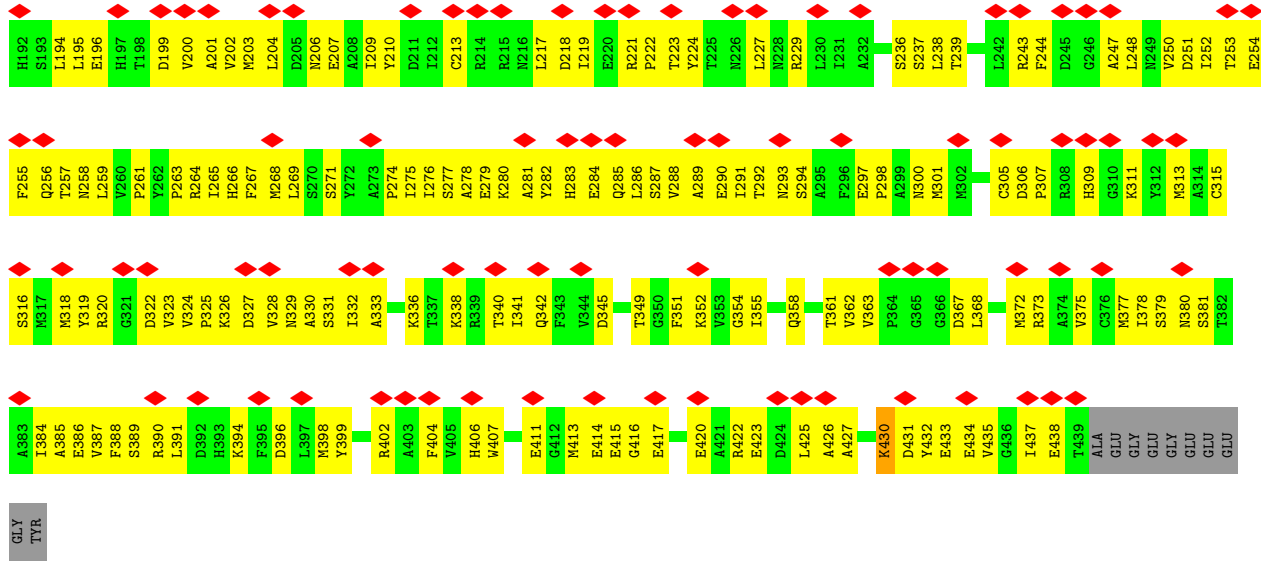 H192 S193 L194 L195 E196 H197 T198 D199 V200 A201 V202 M203 L204 D205 N206 E207 A208 I209 Y210 D211 I212 C213 R214 R215 N216 L217 D218 I219 E220 R221 P222 T223 Y224 T225 N226 L227 N228 R229 L230 I231 A232 S236 S237 L238 T239 L242 R243 F244 D245 G246 A247 L248 N249 V250 D251 I252 T253 E254
F255 Q256 T257 N258 L259 V260 P261 Y262 P263 R264 I265 H266 F267 M268 L269 S270 S271 Y272 A273 P274 I275 I276 S277 A278 E279 K280 A281 Y282 H283 E284 Q285 L286 S287 V288 A289 E290 I291 T292 N293 S294 A295 F296 E297 P298 A299 N300 M301 M302 C305 D306 P307 R308 H309 G310 K311 Y312 M313 A314 C315
S316 M317 M318 Y319 R320 G321 D322 V323 V324 P325 K326 D327 V328 N329 A330 S331 I332 A333 K336 T337 K338 R339 T340 I341 Q342 F343 V344 D345 T349 G350 F351 K352 V353 G354 I355 Q358 T361 V362 V363 P364 G365 G366 D367 L368 M372 R373 A374 V375 C376 M377 I378 S379 N380 S381 T382
A383 I384 A385 E386 V387 F388 S389 R390 L391 D392 H393 K394 F395 D396 L397 M398 Y399 R402 A403 F404 V405 H406 W407 E411 G412 M413 E414 E415 G416 E417 E420 A421 R422 E423 D424 L425 A426 A427 K430 D431 Y432 E433 E434 V435 G436 I437 E438 T439 ALA GLU GLY GLU GLY GLU GLU GLU
GLY TYR